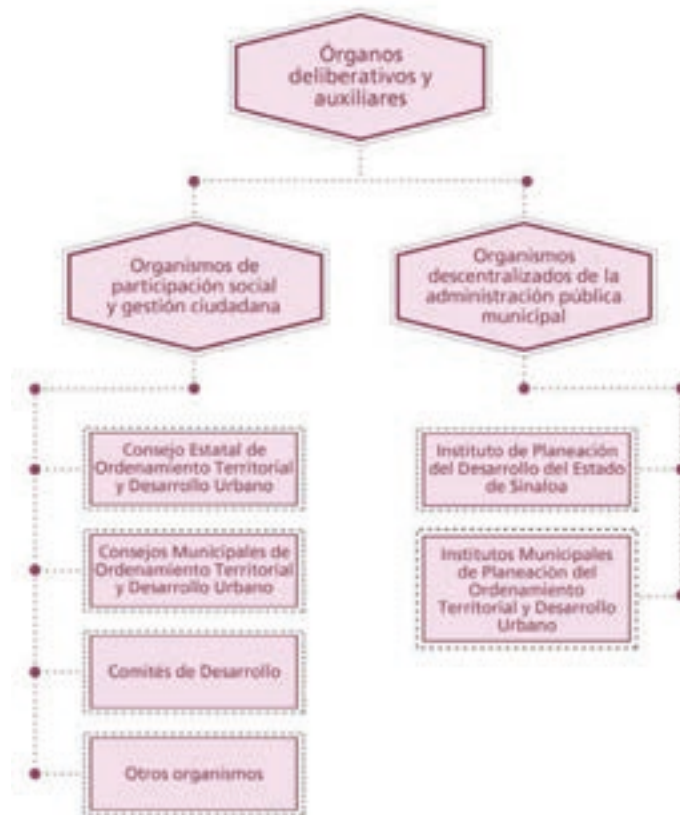 Órganos
deliberativos y
auxiliares
Organismos de
participación social
y gestión ciudadana
Organismos
descentralizados de la
administración pública
municipal
Consejo Estatal de
Ordenamiento Territorial
y Desarrollo Urbano
Consejos Municipales de
Ordenamiento Territorial
y Desarrollo Urbano
Comités de Desarrollo
Otros organismos
Instituto de Planeación
del Desarrollo del Estado
de Sinaloa
Institutos Municipales
de Planeación del
Ordenamiento
Territorial y Desarrollo
Urbano